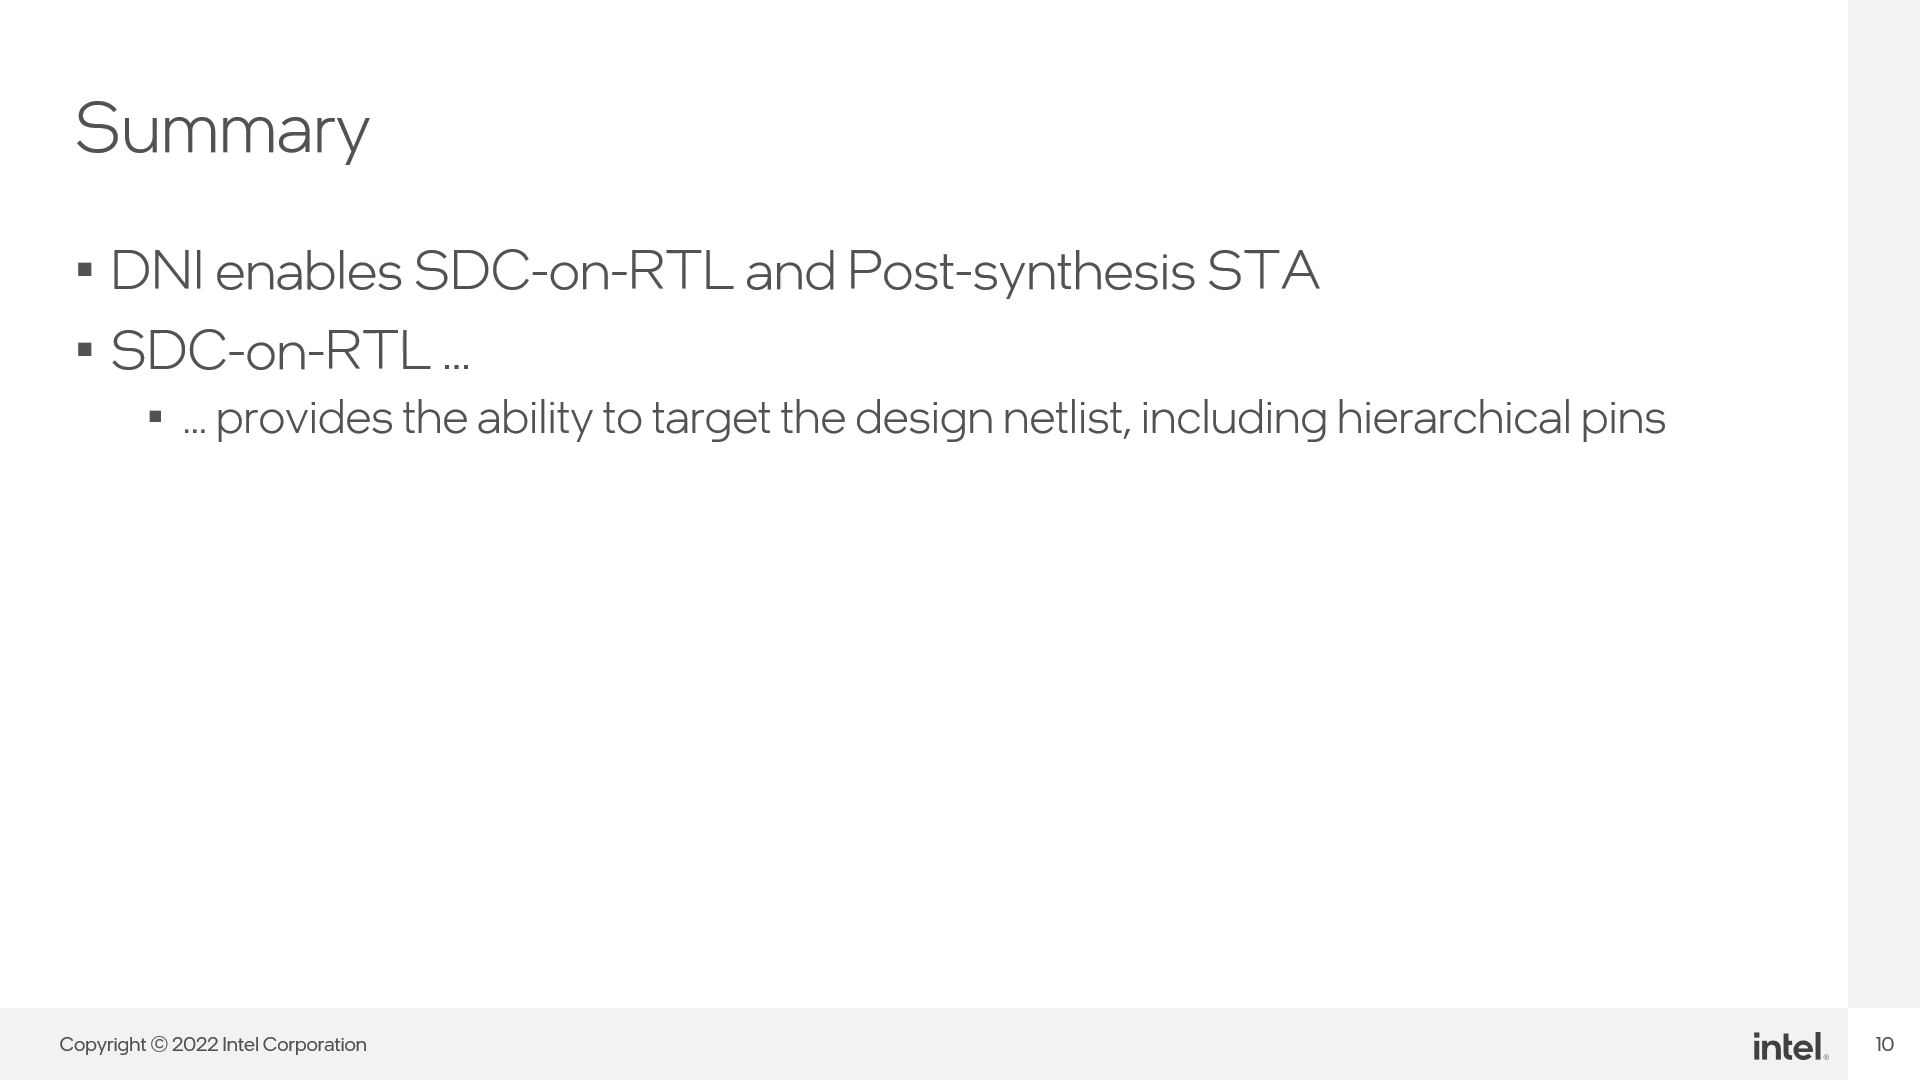 Summary
▪ DNI enables SDC-on-RTL and Post-synthesis STA
▪ SDC-on-RTL ...
▪ ... provides the ability to target the design netlist, including hierarchical pins
Copyright © 2022 Intel Corporation
intel®
10